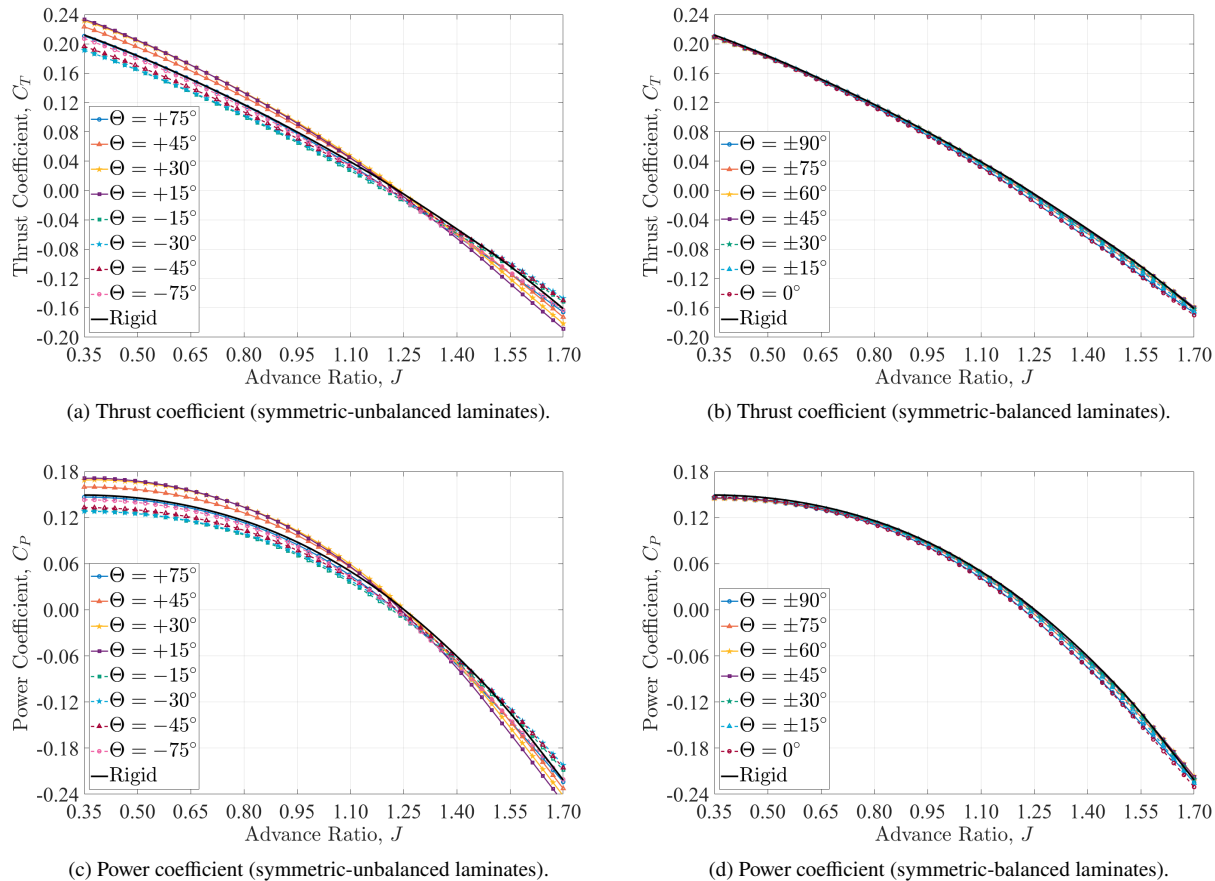 0.24
0.20
0.16
0.12
0.08
0.04
0.00
-0.04
-0.08
-0.12
-0.16
-0.20
Thrust Coefficient, C_T
Θ = +75°
Θ = +45°
Θ = +30°
Θ = +15°
Θ = −15°
Θ = −30°
Θ = −45°
Θ = −75°
Rigid
0.35 0.50 0.65 0.80 0.95 1.10 1.25 1.40 1.55 1.70
Advance Ratio, J
(a) Thrust coefficient (symmetric-unbalanced laminates).
0.24
0.20
0.16
0.12
0.08
0.04
0.00
-0.04
-0.08
-0.12
-0.16
-0.20
Thrust Coefficient, C_T
Θ = ±90°
Θ = ±75°
Θ = ±60°
Θ = ±45°
Θ = ±30°
Θ = ±15°
Θ = 0°
Rigid
0.35 0.50 0.65 0.80 0.95 1.10 1.25 1.40 1.55 1.70
Advance Ratio, J
(b) Thrust coefficient (symmetric-balanced laminates).
0.18
0.12
0.06
0.00
-0.06
-0.12
-0.18
-0.24
Power Coefficient, C_P
Θ = +75°
Θ = +45°
Θ = +30°
Θ = +15°
Θ = −15°
Θ = −30°
Θ = −45°
Θ = −75°
Rigid
0.35 0.50 0.65 0.80 0.95 1.10 1.25 1.40 1.55 1.70
Advance Ratio, J
(c) Power coefficient (symmetric-unbalanced laminates).
0.18
0.12
0.06
0.00
-0.06
-0.12
-0.18
-0.24
Power Coefficient, C_P
Θ = ±90°
Θ = ±75°
Θ = ±60°
Θ = ±45°
Θ = ±30°
Θ = ±15°
Θ = 0°
Rigid
0.35 0.50 0.65 0.80 0.95 1.10 1.25 1.40 1.55 1.70
Advance Ratio, J
(d) Power coefficient (symmetric-balanced laminates).